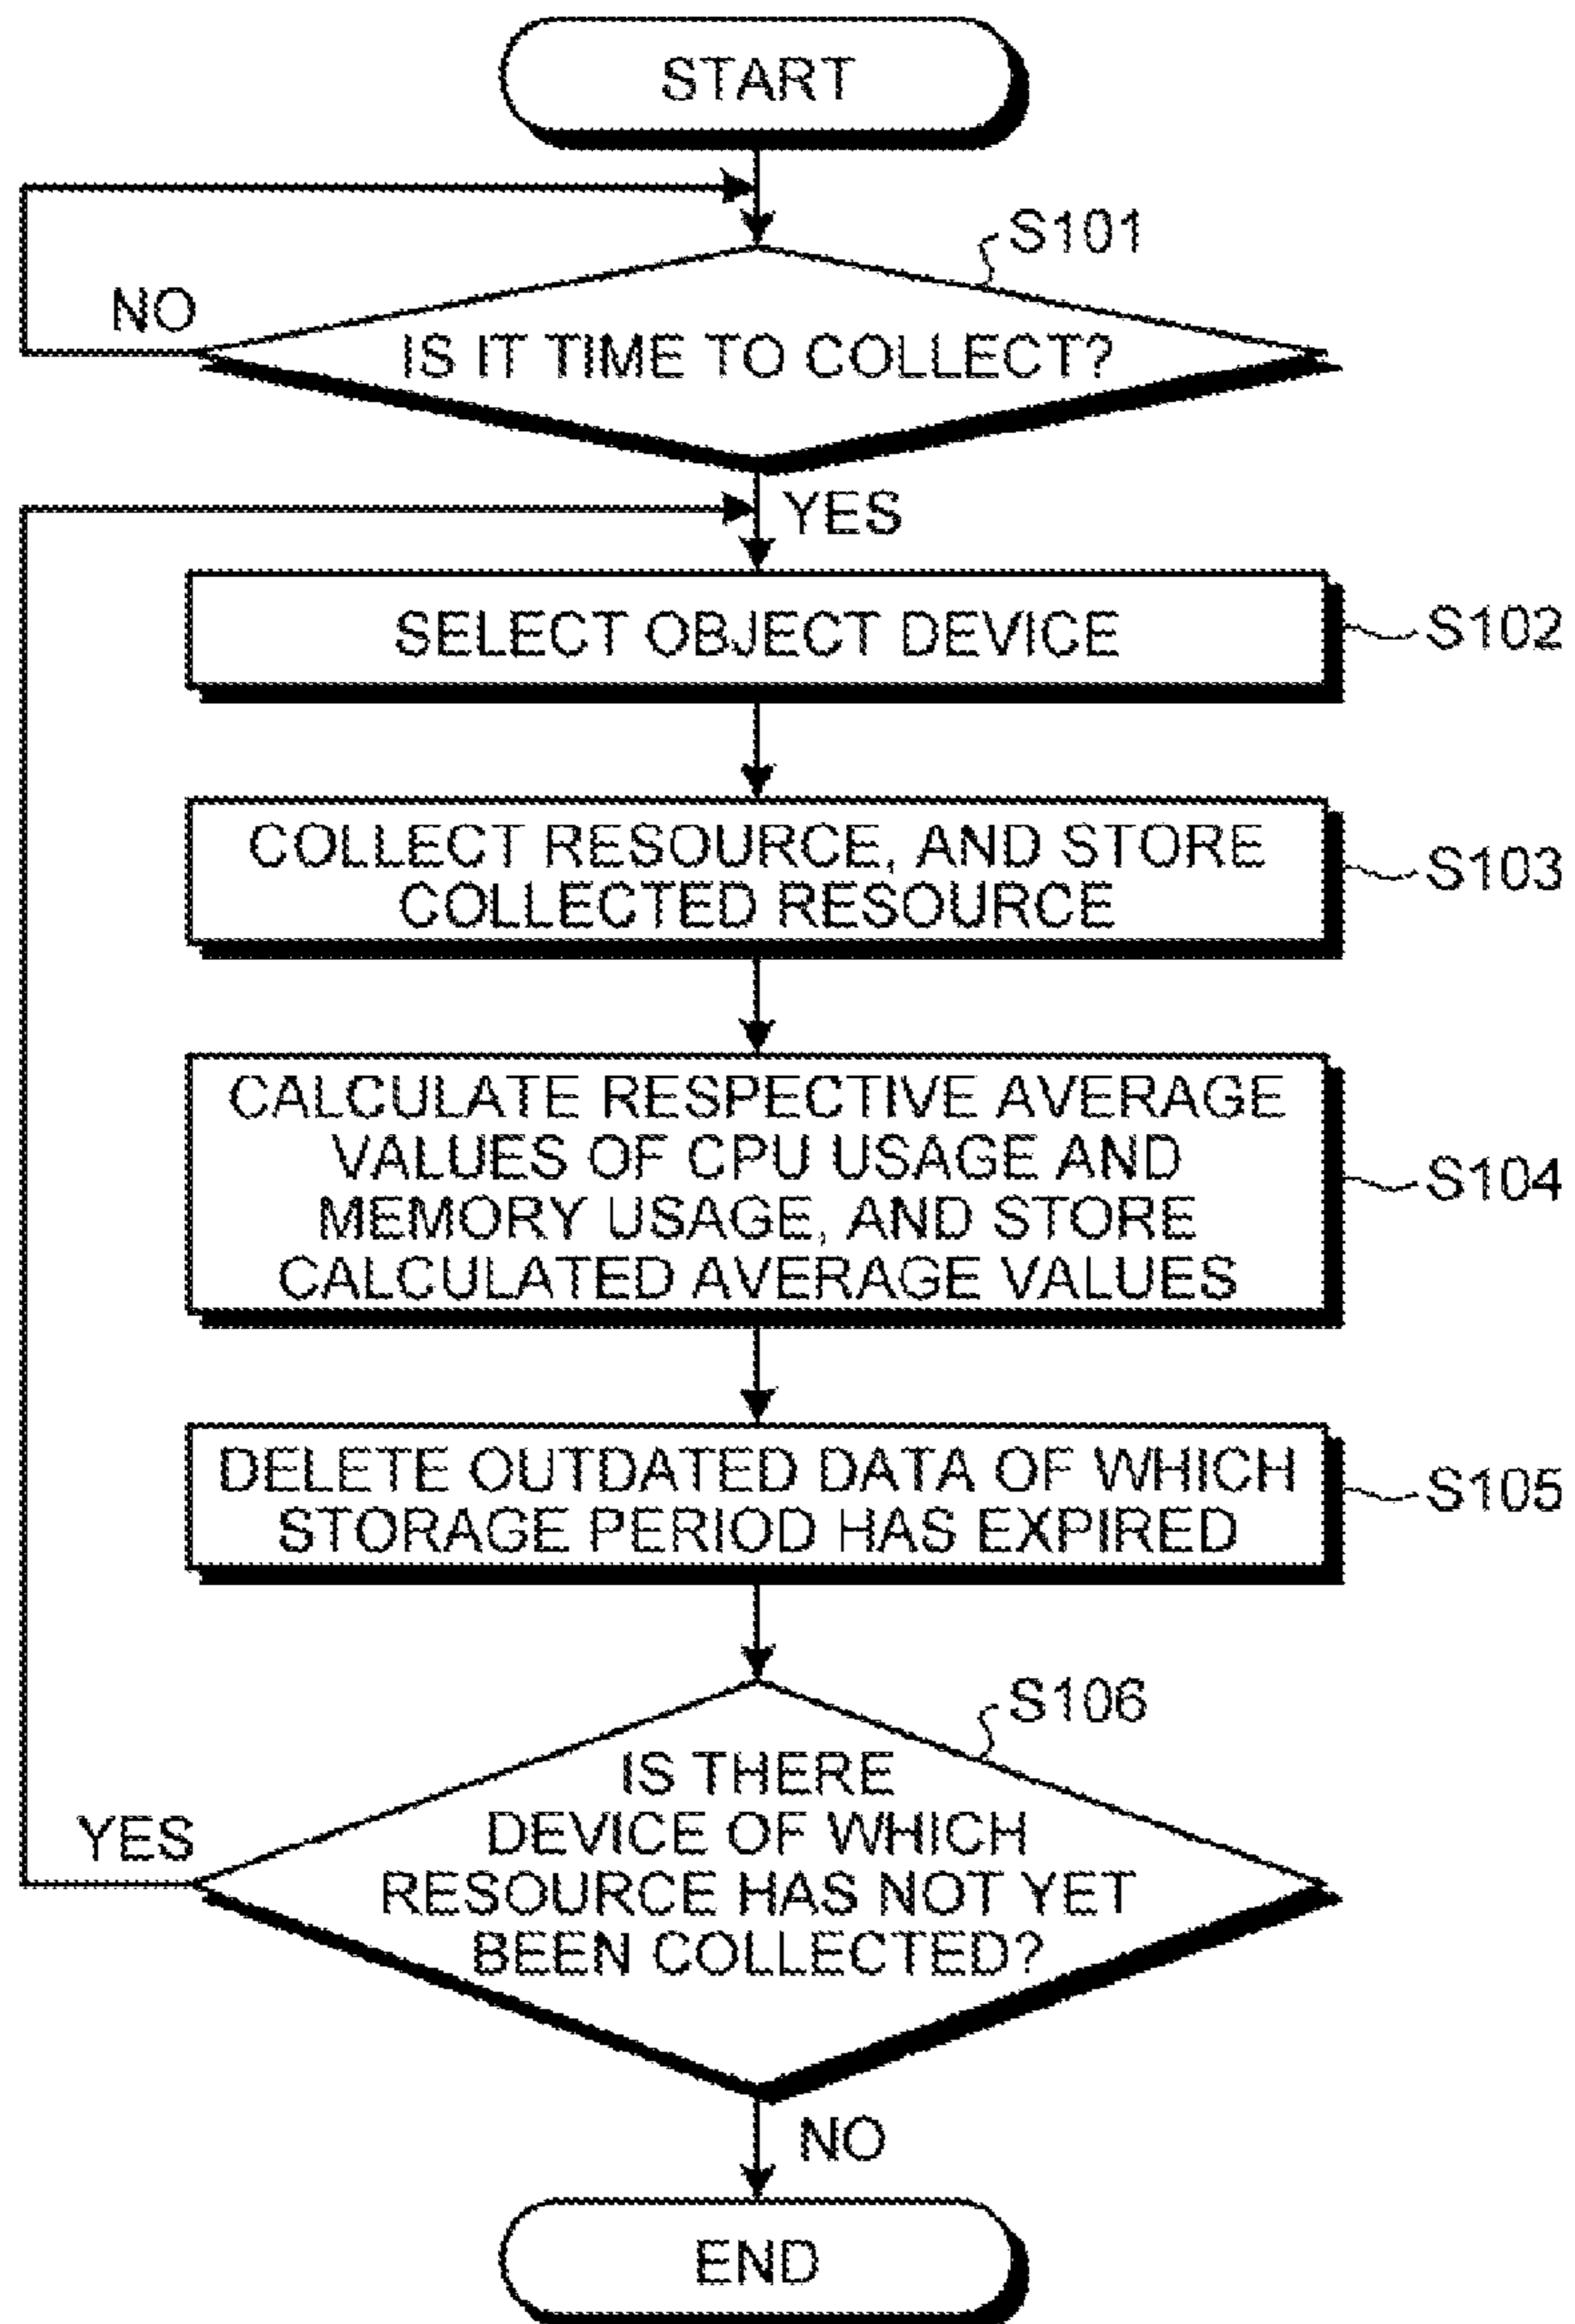 START
S101
NO
IS IT TIME TO COLLECT?
YES
SELECT OBJECT DEVICE
S102
COLLECT RESOURCE, AND STORE
COLLECTED RESOURCE
S103
CALCULATE RESPECTIVE AVERAGE
VALUES OF CPU USAGE AND
MEMORY USAGE, AND STORE
CALCULATED AVERAGE VALUES
S104
DELETE OUTDATED DATA OF WHICH
STORAGE PERIOD HAS EXPIRED
S105
S106
YES
IS THERE
DEVICE OF WHICH
RESOURCE HAS NOT YET
BEEN COLLECTED?
NO
END